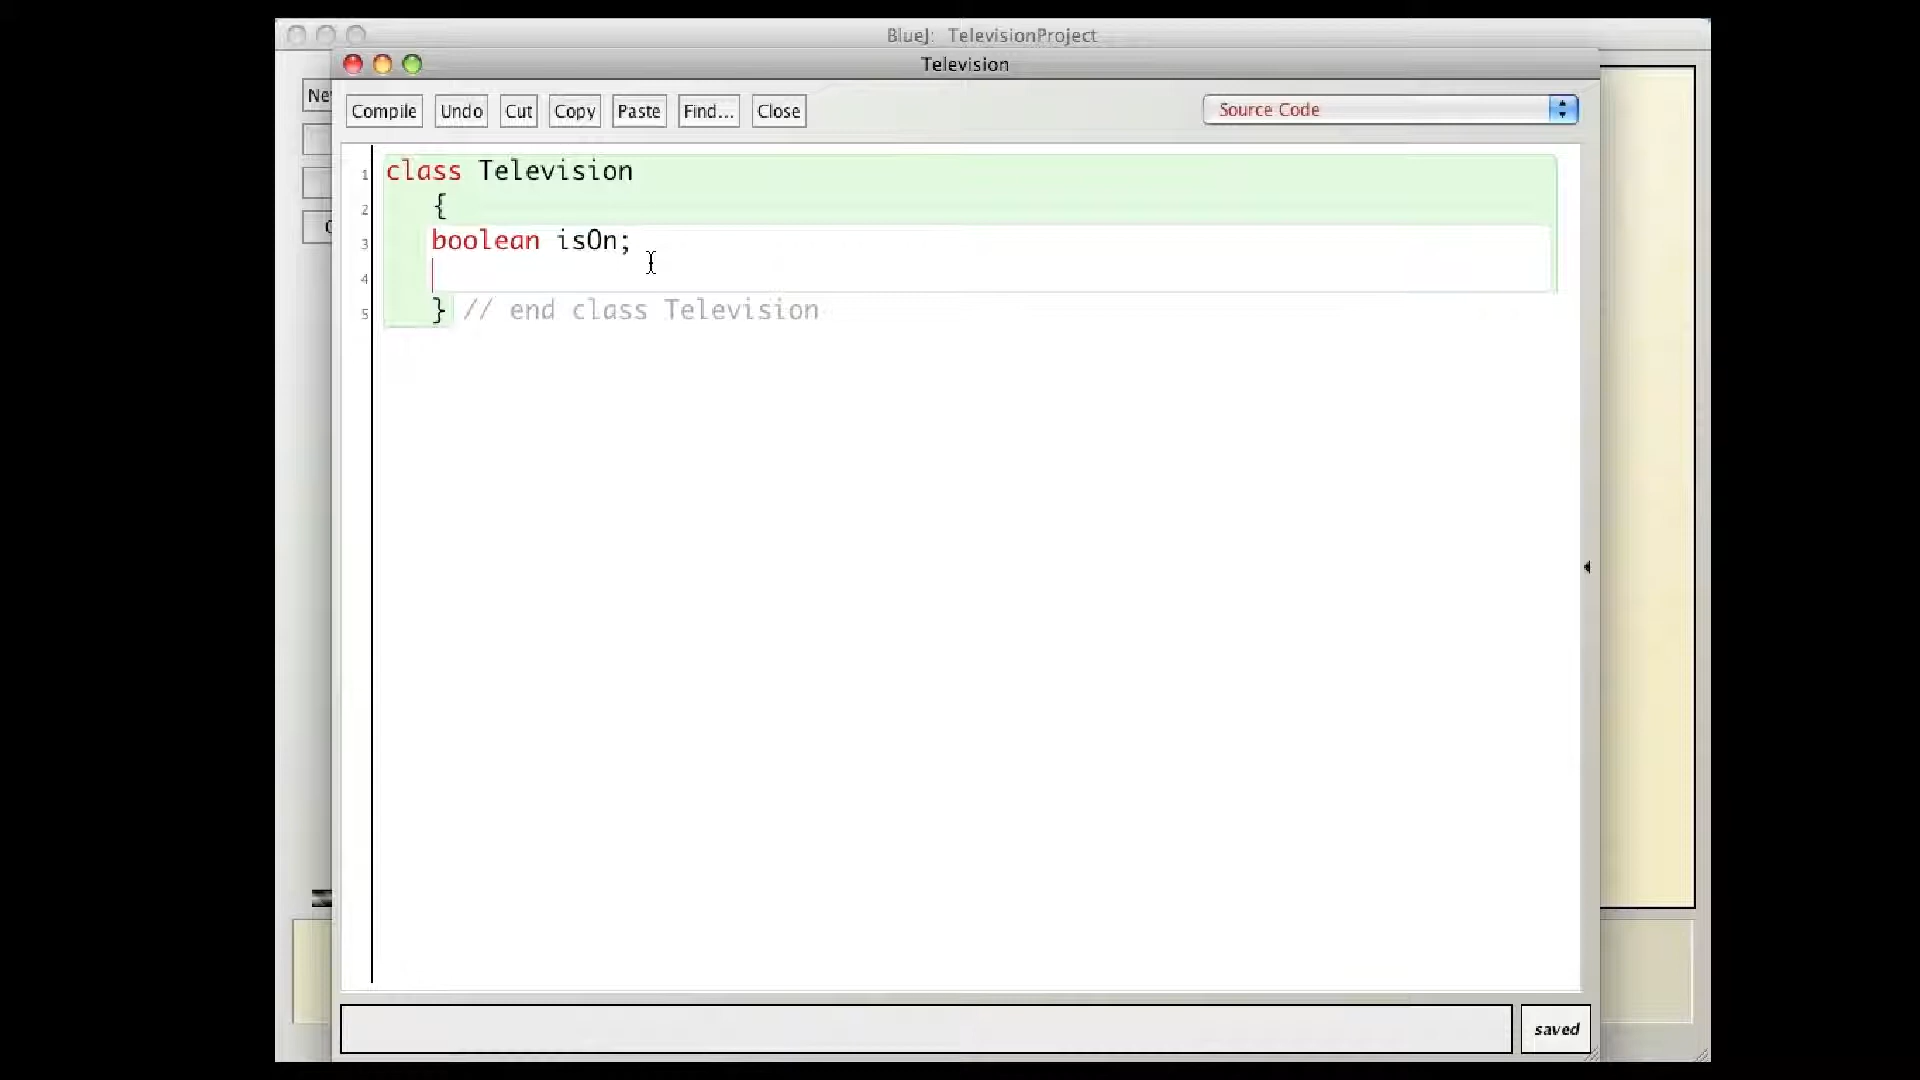 BlueJ: TelevisionProject
Television
Compile Undo Cut Copy Paste Find... Close Source Code
1 class Television
2 {
3 boolean isOn;
4
5 } // end class Television
saved